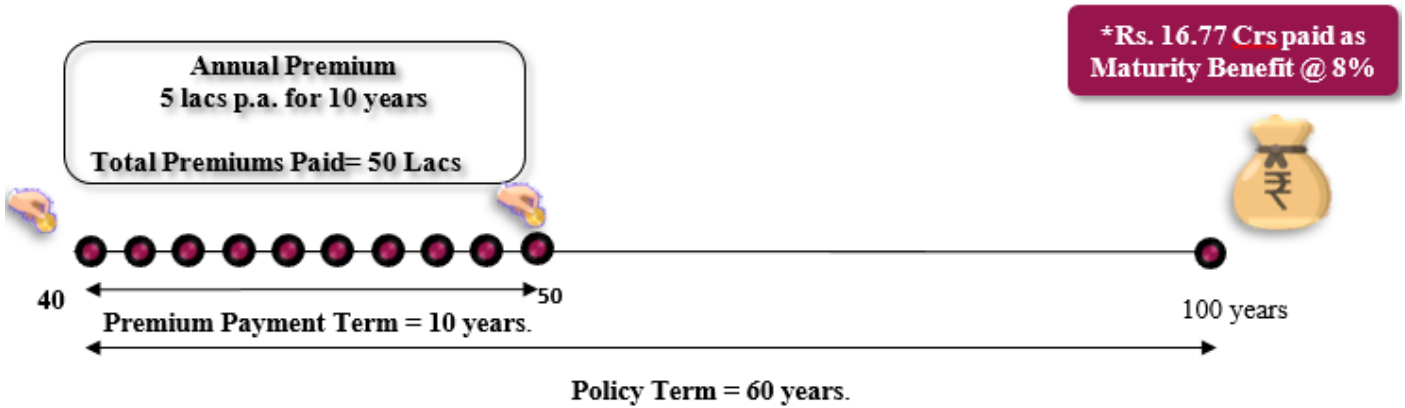 *Rs. 16.77 Crs paid as
Maturity Benefit @ 8%
Annual Premium
5 lacs p.a. for 10 years
Total Premiums Paid= 50 Lacs
₹
40
50
100 years
Premium Payment Term = 10 years.
Policy Term = 60 years.